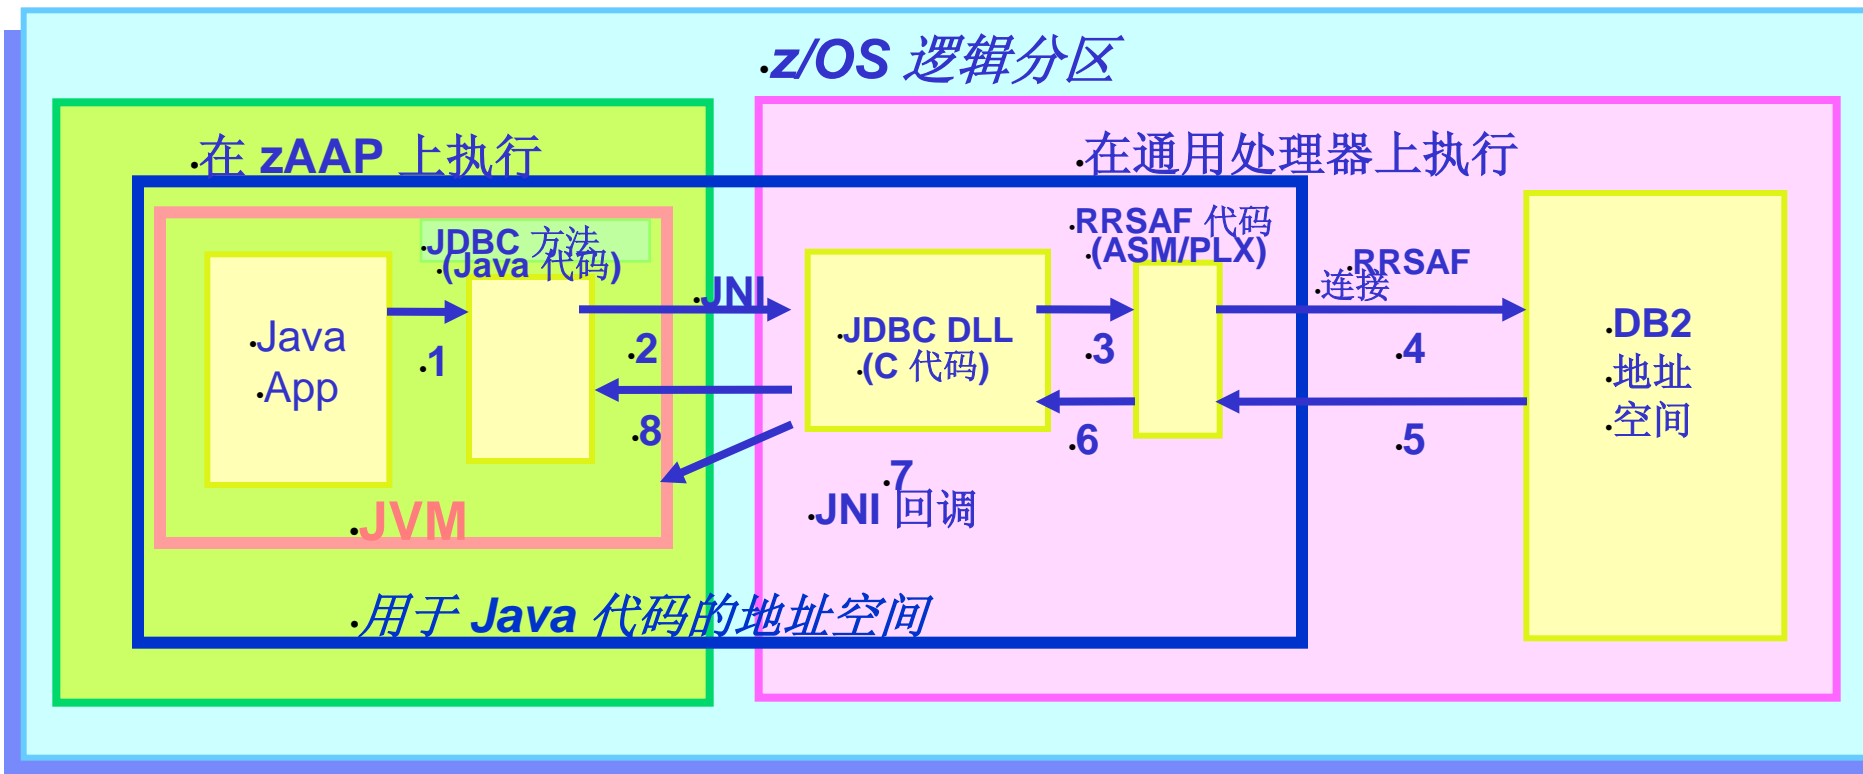 .z/OS 逻辑分区
.在 zAAP 上执行
.在通用处理器上执行
.JDBC 方法
.(Java 代码)
.RRSAF 代码
.(ASM/PLX)
.RRSAF
.连接
.JNI
.Java
.App
.JDBC DLL
.(C 代码)
.DB2
.地址
.空间
.1
.2
.3
.4
.8
.6
.5
.7
.JNI 回调
.JVM
.用于 Java 代码的地址空间